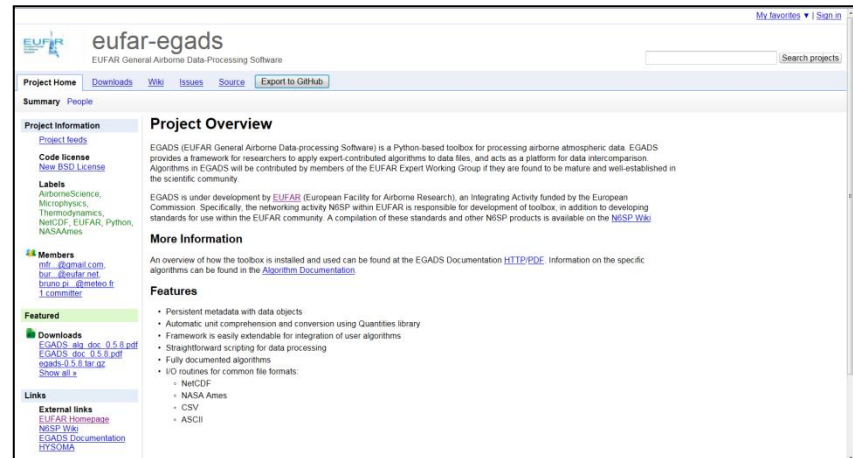 My favorites ▼ | Sign in
EUFAR
eufar-egads
EUFAR General Airborne Data-Processing Software
Search projects
Project Home Downloads Wiki Issues Source Export to GitHub
Summary People
Project Information
Project feeds
Code license
New BSD License
Labels
AirborneScience,
Microphysics,
Thermodynamics,
NetCDF, EUFAR, Python,
NASAAmes
Members
mfr...@gmail.com,
bur...@eufar.net,
bruno.pi...@meteo.fr
1 committer
Featured
Downloads
EGADS_alg_doc_0.5.8.pdf
EGADS_doc_0.5.8.pdf
egads-0.5.8.tar.gz
Show all »
Links
External links
EUFAR Homepage
N6SP Wiki
EGADS Documentation
HYSOMA
Project Overview
EGADS (EUFAR General Airborne Data-processing Software) is a Python-based toolbox for processing airborne atmospheric data. EGADS
provides a framework for researchers to apply expert-contributed algorithms to data files, and acts as a platform for data intercomparison.
Algorithms in EGADS will be contributed by members of the EUFAR Expert Working Group if they are found to be mature and well-established in
the scientific community.
EGADS is under development by EUFAR (European Facility for Airborne Research), an Integrating Activity funded by the European
Commission. Specifically, the networking activity N6SP within EUFAR is responsible for development of toolbox, in addition to developing
standards for use within the EUFAR community. A compilation of these standards and other N6SP products is available on the N6SP Wiki
More Information
An overview of how the toolbox is installed and used can be found at the EGADS Documentation HTTP/PDF. Information on the specific
algorithms can be found in the Algorithm Documentation.
Features
• Persistent metadata with data objects
• Automatic unit comprehension and conversion using Quantities library
• Framework is easily extendable for integration of user algorithms
• Straightforward scripting for data processing
• Fully documented algorithms
• I/O routines for common file formats:
◦ NetCDF
◦ NASA Ames
◦ CSV
◦ ASCII